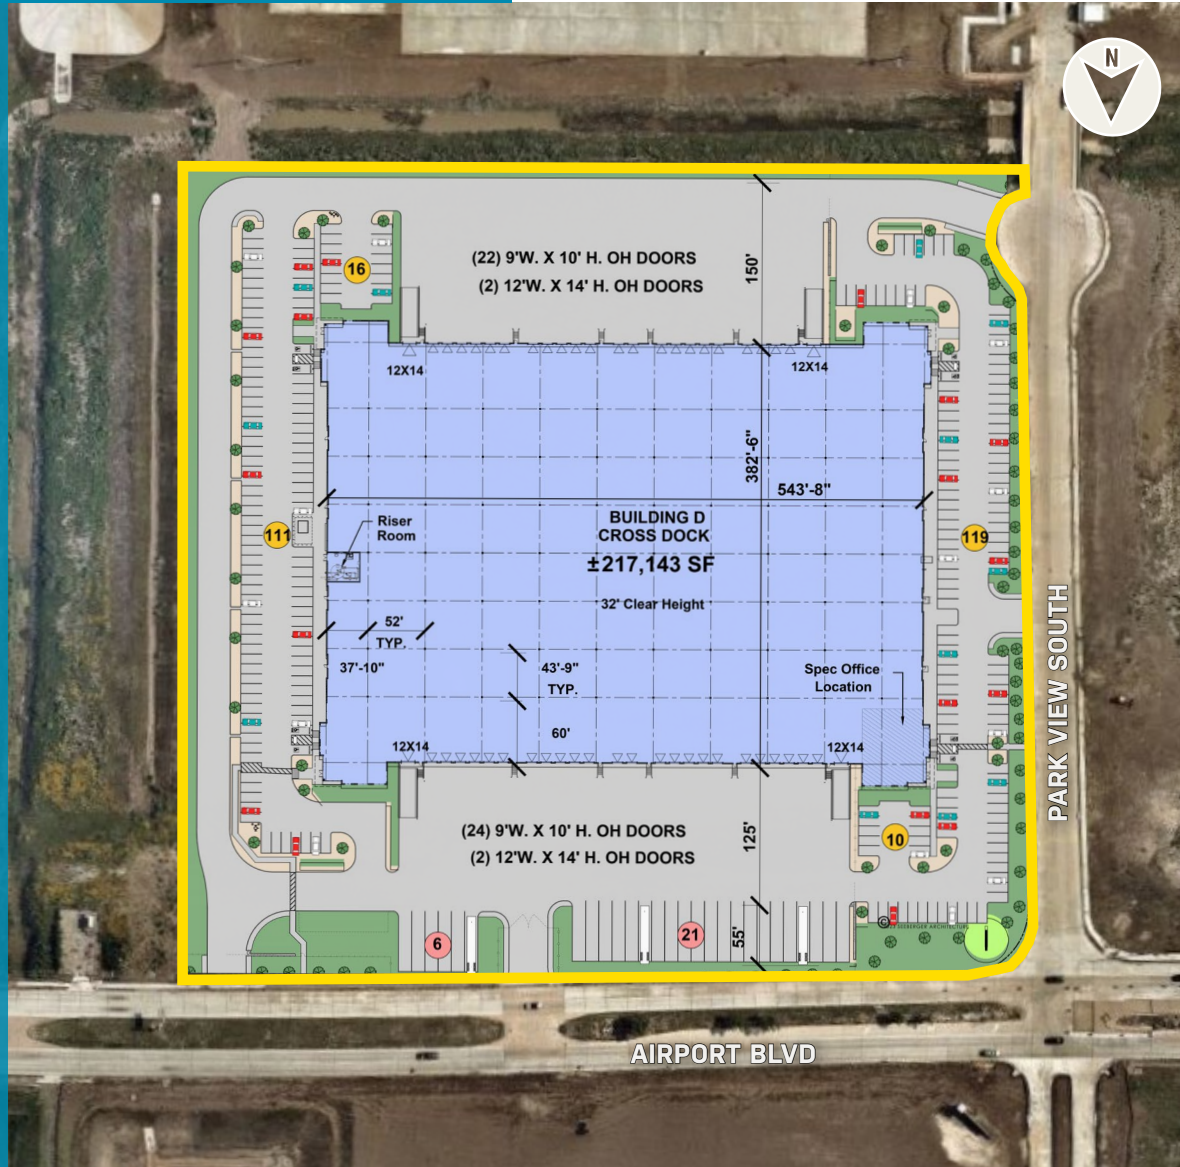 N
(22) 9'W. X 10' H. OH DOORS
(2) 12'W. X 14' H. OH DOORS
150'
16
12X14
12X14
382'-6"
543'-8"
BUILDING D
CROSS DOCK
±217,143 SF
32' Clear Height
Riser
Room
111
119
52'
TYP.
37'-10"
43'-9"
TYP.
60'
Spec Office
Location
12X14
12X14
PARK VIEW SOUTH
(24) 9'W. X 10' H. OH DOORS
(2) 12'W. X 14' H. OH DOORS
125'
10
6
21
55'
© SEEBERGER ARCHITECTURE
AIRPORT BLVD